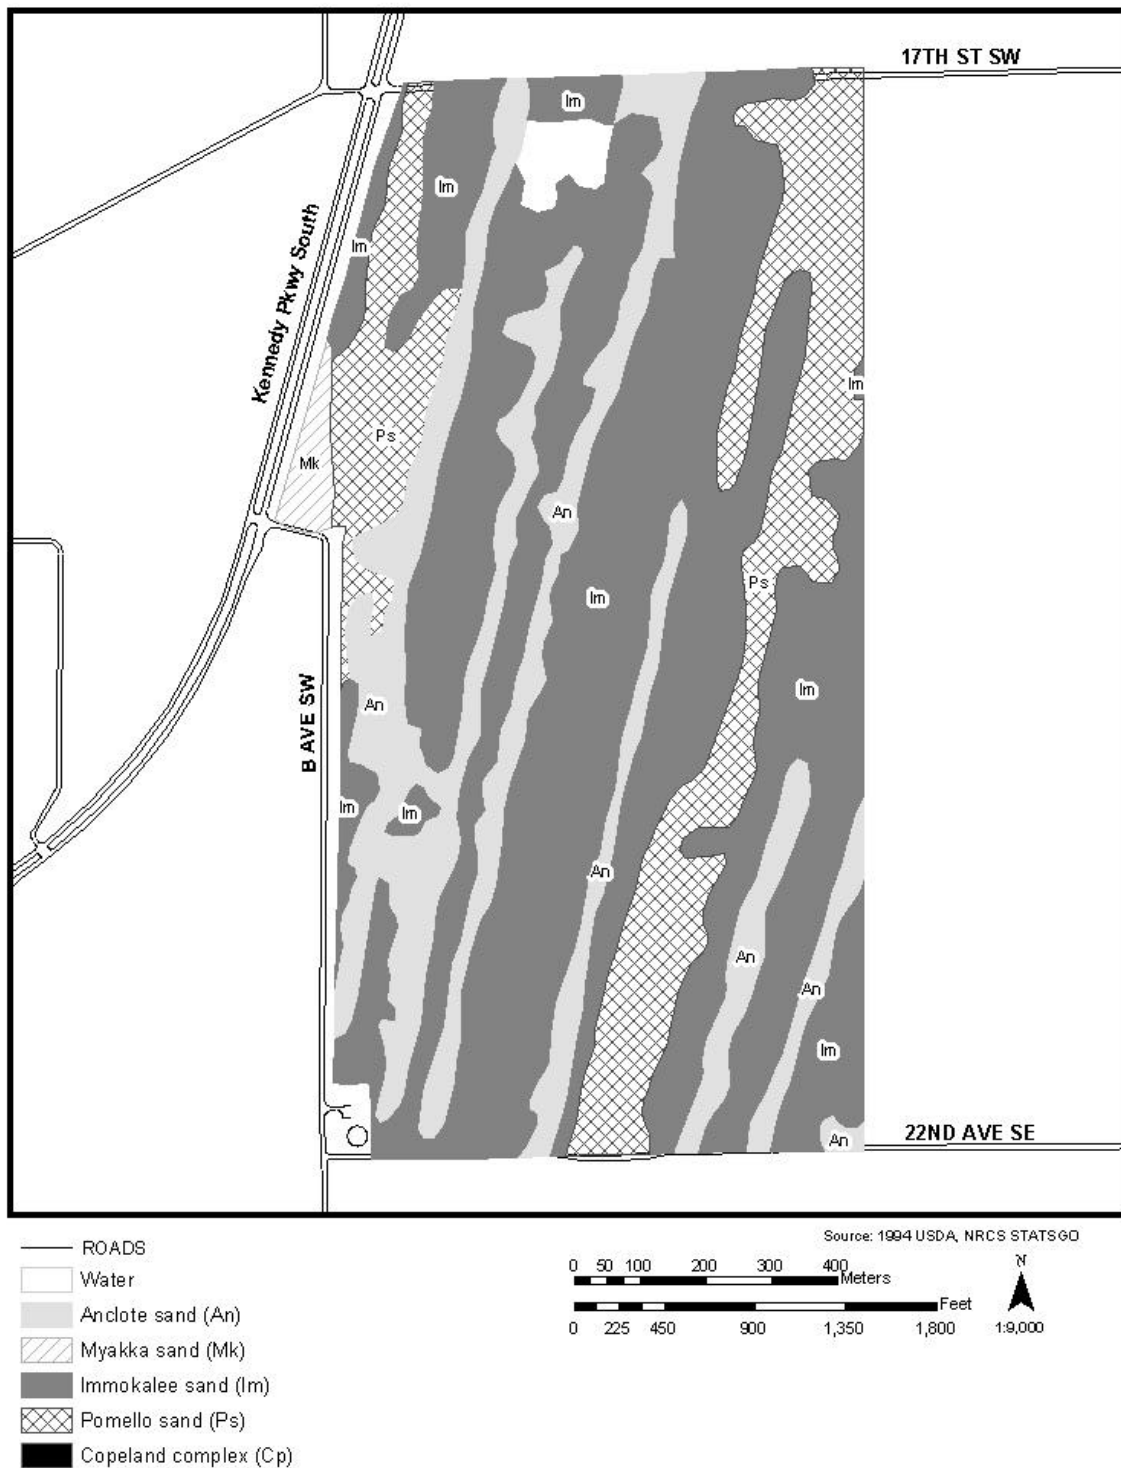 17TH ST SW
Im
Im
Kennedy Pkwy South
Im
Im
Ps
Mk
An
Ps
Im
Im
An
B AVE SW
Im
Im
An
An
An
Im
An
22ND AVE SE
Source: 1994 USDA, NRCS STATSGO
ROADS
Water
Anclote sand (An)
Myakka sand (Mk)
Immokalee sand (Im)
Pomello sand (Ps)
Copeland complex (Cp)
0 50 100 200 300 400
Meters
Feet
0 225 450 900 1,350 1,800
N
1:9,000